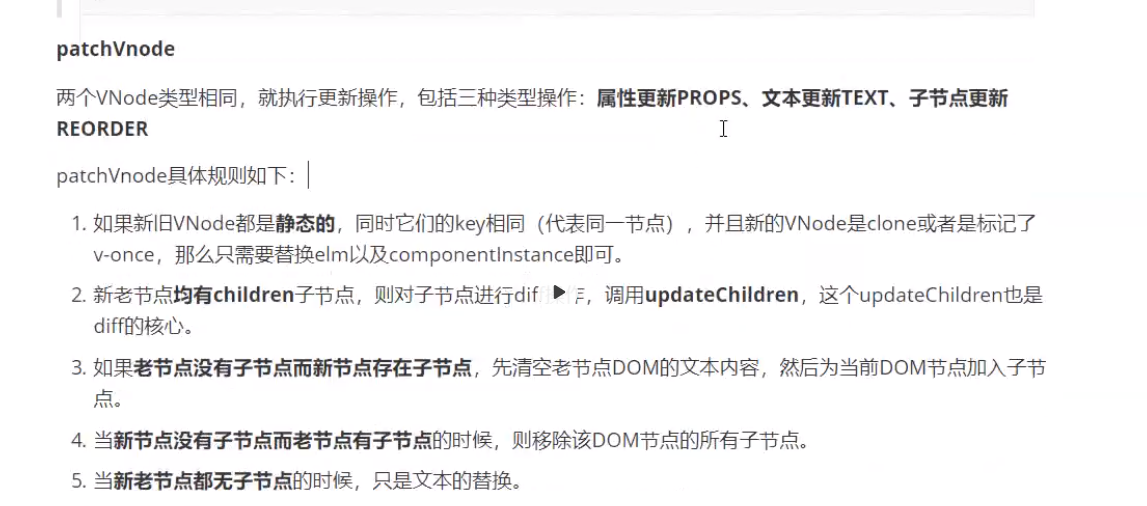 patchVnode
两个VNode类型相同，就执行更新操作，包括三种类型操作：属性更新PROPS、文本更新TEXT、子节点更新
REORDER
patchVnode具体规则如下：
1. 如果新旧VNode都是静态的，同时它们的key相同（代表同一节点），并且新的VNode是clone或者是标记了
v-once，那么只需要替换elm以及componentInstance即可。
2. 新老节点均有children子节点，则对子节点进行dif ，调用updateChildren，这个updateChildren也是
diff的核心。
3. 如果老节点没有子节点而新节点存在子节点，先清空老节点DOM的文本内容，然后为当前DOM节点加入子节
点。
4. 当新节点没有子节点而老节点有子节点的时候，则移除该DOM节点的所有子节点。
5. 当新老节点都无子节点的时候，只是文本的替换。